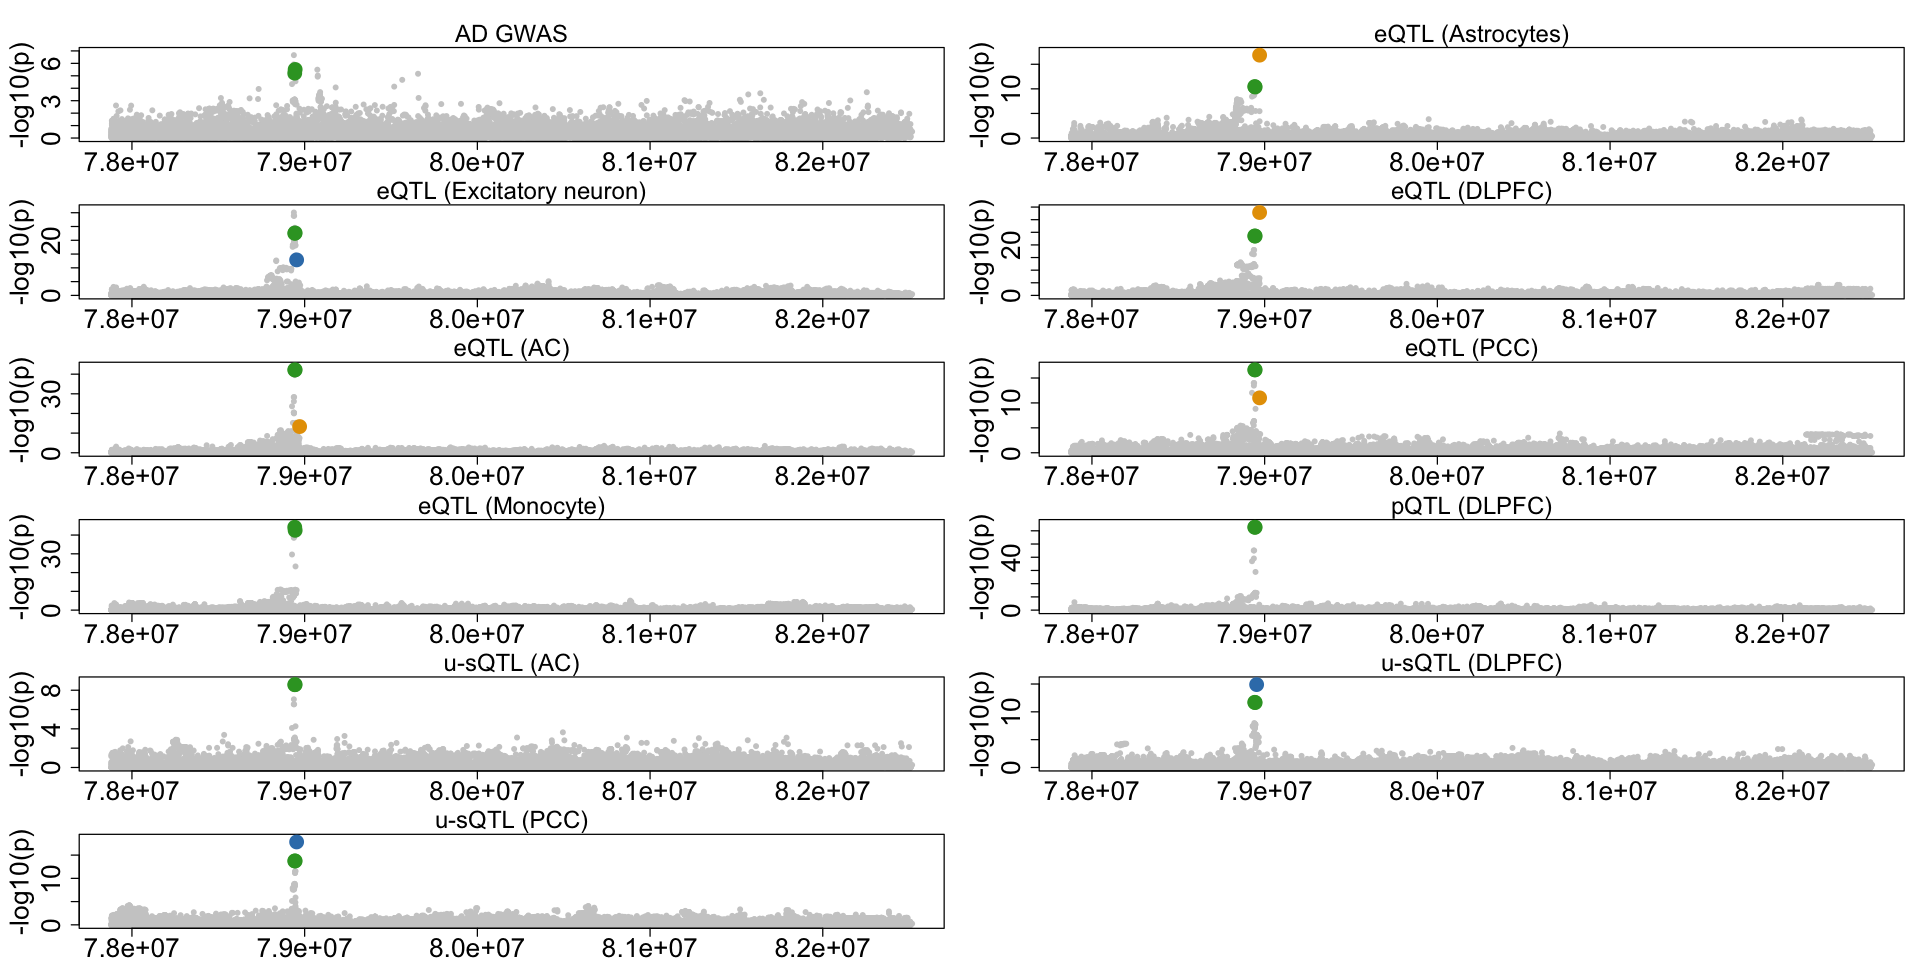 AD GWAS
-log10(p)
0 3 6
7.8e+07 7.9e+07 8.0e+07 8.1e+07 8.2e+07
eQTL (Astrocytes)
-log10(p)
0 10
7.8e+07 7.9e+07 8.0e+07 8.1e+07 8.2e+07
eQTL (Excitatory neuron)
-log10(p)
0 20
7.8e+07 7.9e+07 8.0e+07 8.1e+07 8.2e+07
eQTL (DLPFC)
-log10(p)
0 20
7.8e+07 7.9e+07 8.0e+07 8.1e+07 8.2e+07
eQTL (AC)
-log10(p)
0 30
7.8e+07 7.9e+07 8.0e+07 8.1e+07 8.2e+07
eQTL (PCC)
-log10(p)
0 10
7.8e+07 7.9e+07 8.0e+07 8.1e+07 8.2e+07
eQTL (Monocyte)
-log10(p)
0 30
7.8e+07 7.9e+07 8.0e+07 8.1e+07 8.2e+07
pQTL (DLPFC)
-log10(p)
0 40
7.8e+07 7.9e+07 8.0e+07 8.1e+07 8.2e+07
u-sQTL (AC)
-log10(p)
0 4 8
7.8e+07 7.9e+07 8.0e+07 8.1e+07 8.2e+07
u-sQTL (DLPFC)
-log10(p)
0 10
7.8e+07 7.9e+07 8.0e+07 8.1e+07 8.2e+07
u-sQTL (PCC)
-log10(p)
0 10
7.8e+07 7.9e+07 8.0e+07 8.1e+07 8.2e+07